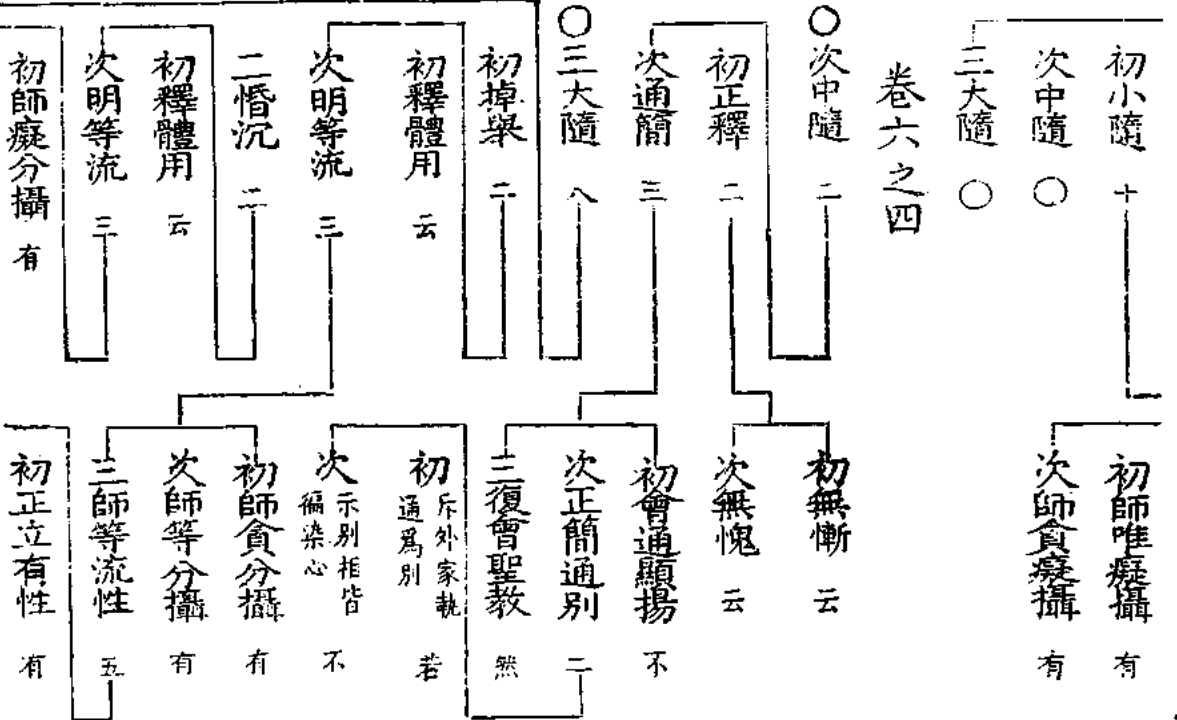 初小隨 十
次中隨 〇
三大隨 〇
初師唯癡攝 有
次師貪癡攝 有
卷六之四
〇次中隨 二
初正釋 二
次通簡 三
初無慚 云
次無愧 云
初會通顯揚 不
次正簡通別 二
三復會聖教 然
初 斥外家執通爲別 若
次 示別相皆徧染心 不
〇三大隨 八
初掉舉 二
初釋體用 云
次明等流 三
初師貪分攝 有
次師等分攝 有
三師等流性 五
二惛沉 二
初釋體用 云
次明等流 三
初師癡分攝 有
初正立有性 有